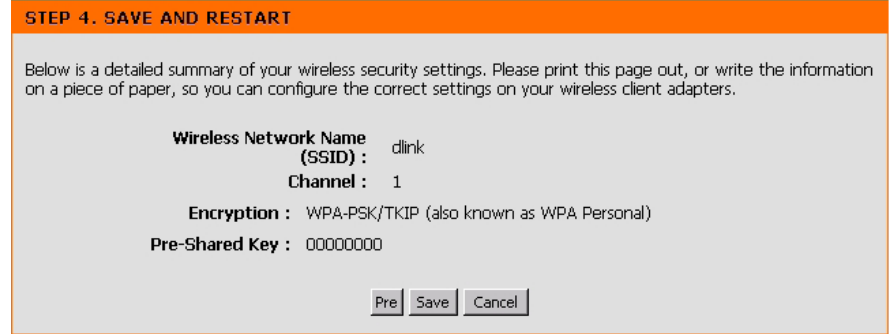 STEP 4. SAVE AND RESTART
Below is a detailed summary of your wireless security settings. Please print this page out, or write the information
on a piece of paper, so you can configure the correct settings on your wireless client adapters.
Wireless Network Name
(SSID) : dlink
Channel : 1
Encryption : WPA-PSK/TKIP (also known as WPA Personal)
Pre-Shared Key : 00000000
Pre Save Cancel